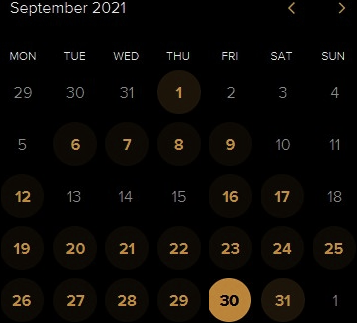 September 2021
MON TUE WED THU FRI SAT SUN
29 30 31 1 2 3 4
5 6 7 8 9 10 11
12 13 14 15 16 17 18
19 20 21 22 23 24 25
26 27 28 29 30 31 1